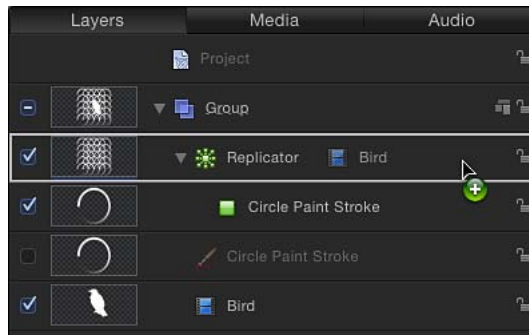 Layers Media Audio
Project
Group
Replicator Bird
Circle Paint Stroke
Circle Paint Stroke
Bird